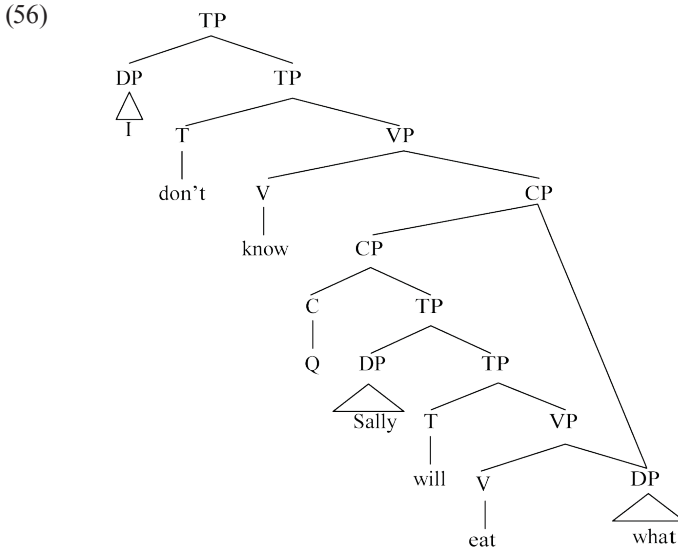 (56)
TP
DP TP
I
T VP
don't
V CP
know
CP
C TP
Q DP TP
Sally
T VP
will
V DP
eat what